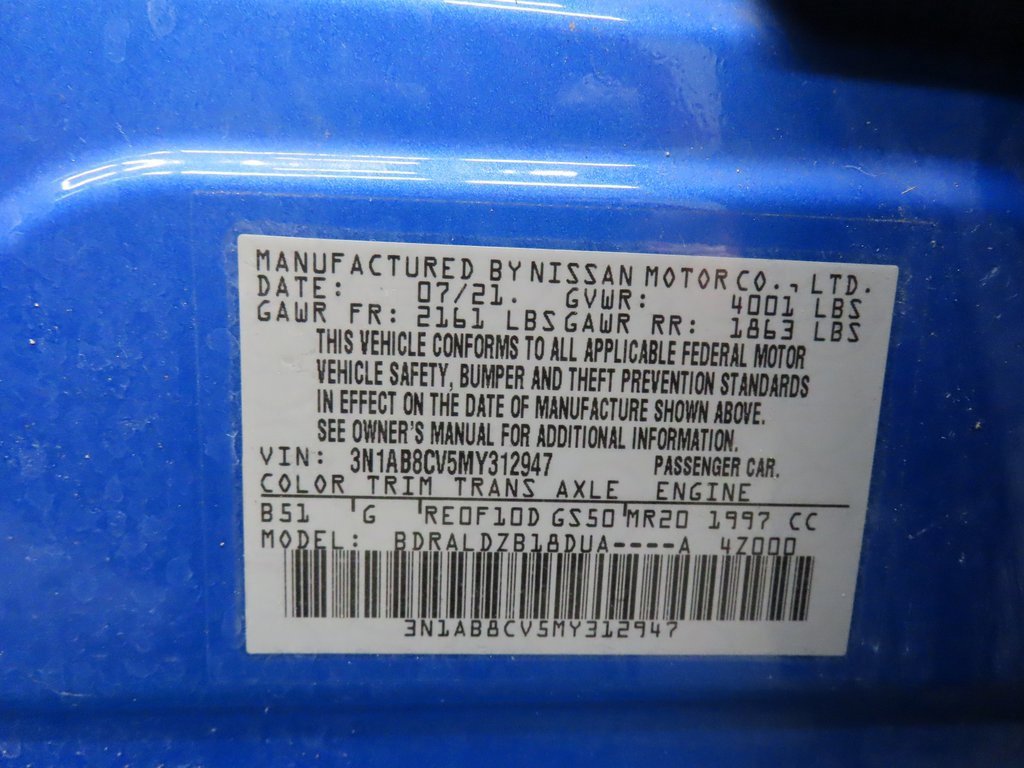 MANUFACTURED BY NISSAN MOTOR CO., LTD.
DATE: 07/21. GVWR: 4001 LBS
GAWR FR: 2161 LBS GAWR RR: 1863 LBS
THIS VEHICLE CONFORMS TO ALL APPLICABLE FEDERAL MOTOR
VEHICLE SAFETY, BUMPER AND THEFT PREVENTION STANDARDS
IN EFFECT ON THE DATE OF MANUFACTURE SHOWN ABOVE.
SEE OWNER'S MANUAL FOR ADDITIONAL INFORMATION.
VIN: 3N1AB8CV5MY312947 PASSENGER CAR.
COLOR TRIM TRANS AXLE ENGINE
B51 G RE0F10D GS50 MR20 1997 CC
MODEL: BDRALDZB18DUA----A 4Z000
3N1AB8CV5MY312947